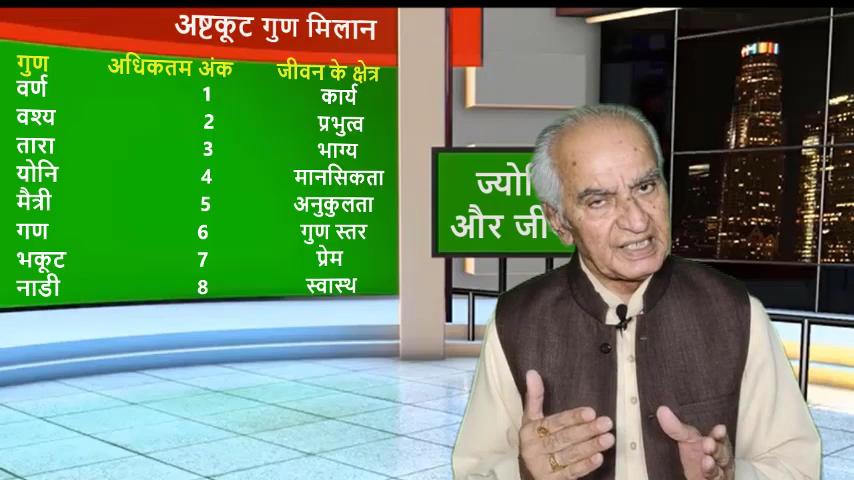 अष्टकूट गुण मिलान
गुण अधिकतम अंक जीवन के क्षेत्र
वर्ण 1 कार्य
वश्य 2 प्रभुत्व
तारा 3 भाग्य
योनि 4 मानसिकता
मैत्री 5 अनुकुलता
गण 6 गुण स्तर
भकूट 7 प्रेम
नाडी 8 स्वास्थ
और